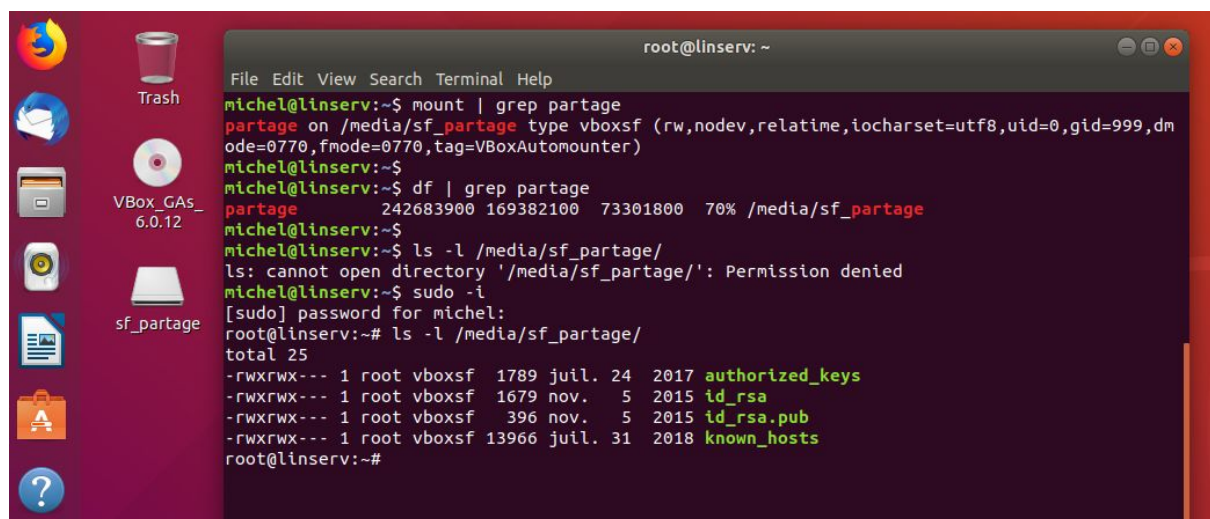 root@linserv: ~
File Edit View Search Terminal Help
Trash
VBox_GAs_
6.0.12
sf_partage
michel@linserv:~$ mount | grep partage
partage on /media/sf_partage type vboxsf (rw,nodev,relatime,iocharset=utf8,uid=0,gid=999,dm
ode=0770,fmode=0770,tag=VBoxAutomounter)
michel@linserv:~$
michel@linserv:~$ df | grep partage
partage        242683900 169382100  73301800  70% /media/sf_partage
michel@linserv:~$
michel@linserv:~$ ls -l /media/sf_partage/
ls: cannot open directory '/media/sf_partage/': Permission denied
michel@linserv:~$ sudo -i
[sudo] password for michel:
root@linserv:~# ls -l /media/sf_partage/
total 25
-rwxrwx--- 1 root vboxsf  1789 juil. 24  2017 authorized_keys
-rwxrwx--- 1 root vboxsf  1679 nov.   5  2015 id_rsa
-rwxrwx--- 1 root vboxsf   396 nov.   5  2015 id_rsa.pub
-rwxrwx--- 1 root vboxsf 13966 juil. 31  2018 known_hosts
root@linserv:~#